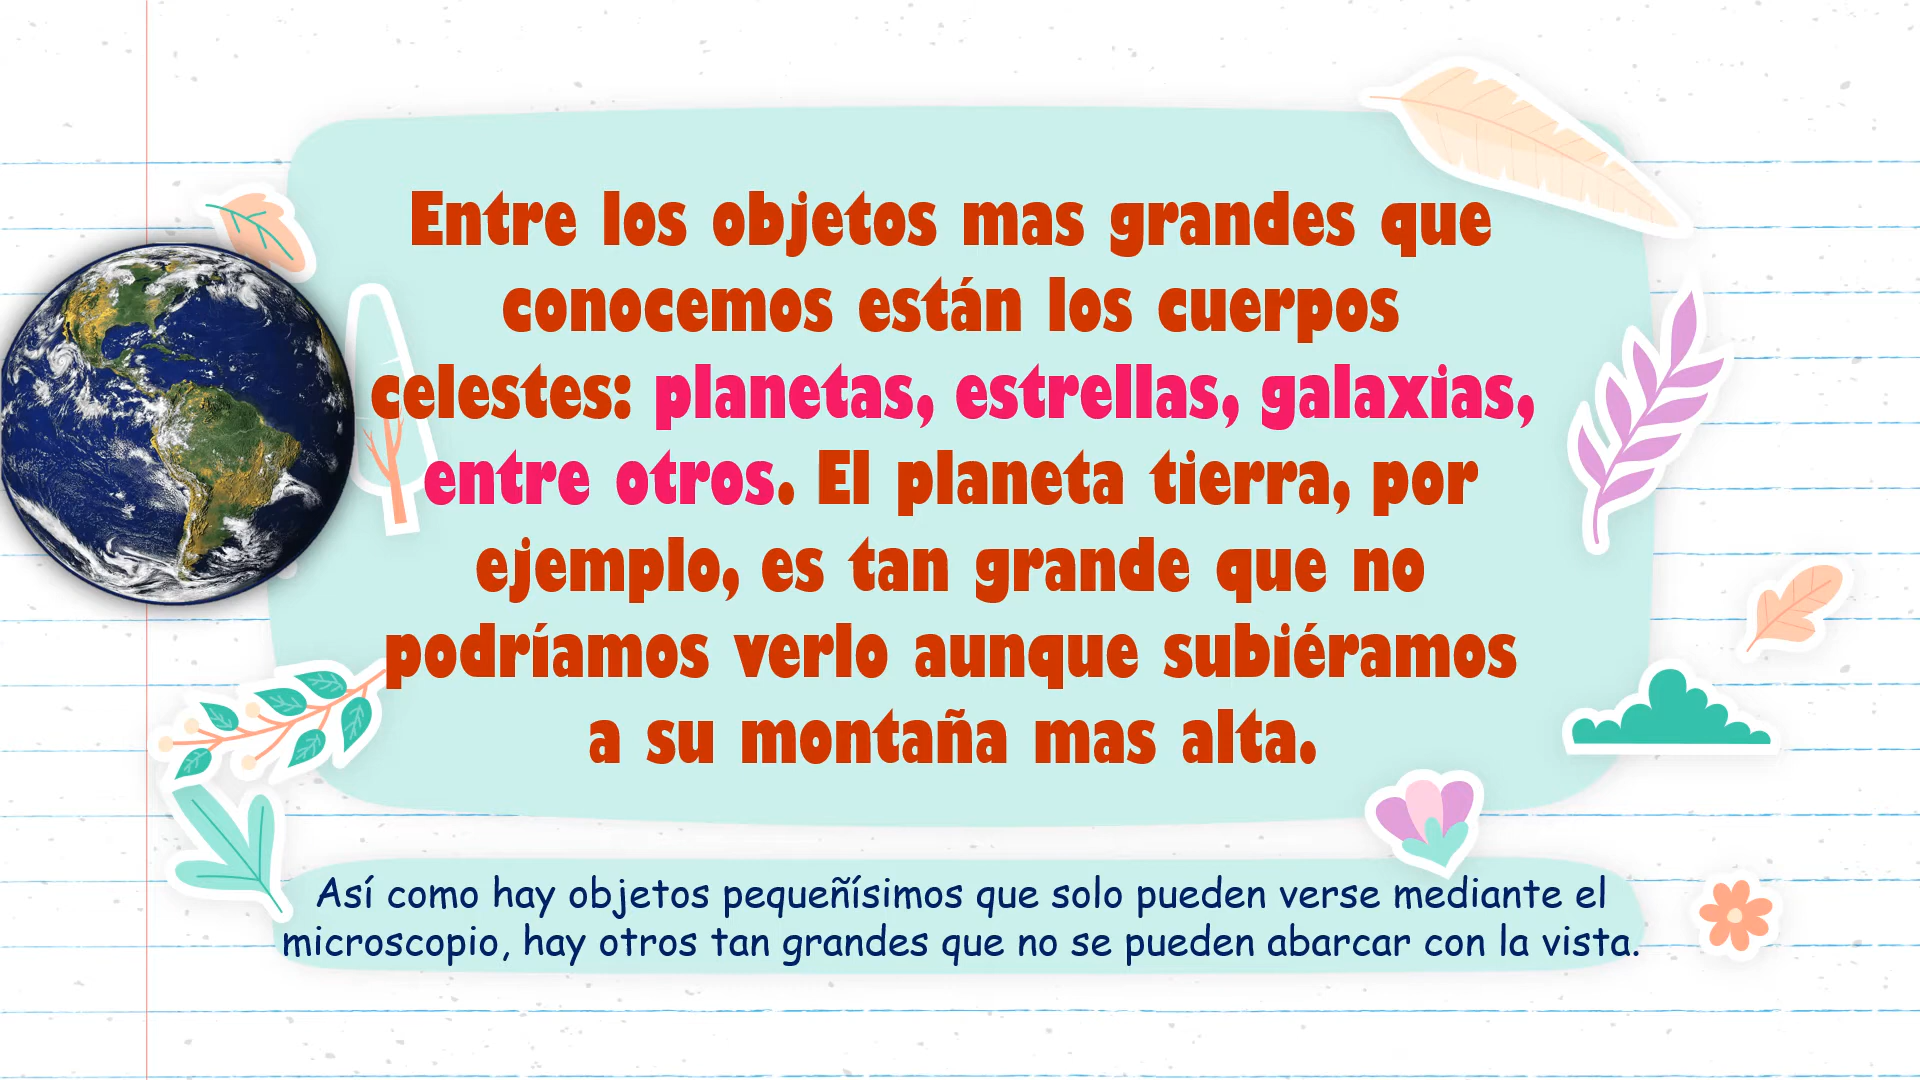 Entre los objetos mas grandes que
conocemos están los cuerpos
celestes: planetas, estrellas, galaxias,
entre otros. El planeta tierra, por
ejemplo, es tan grande que no
podríamos verlo aunque subiéramos
a su montaña mas alta.
Así como hay objetos pequeñísimos que solo pueden verse mediante el
microscopio, hay otros tan grandes que no se pueden abarcar con la vista.